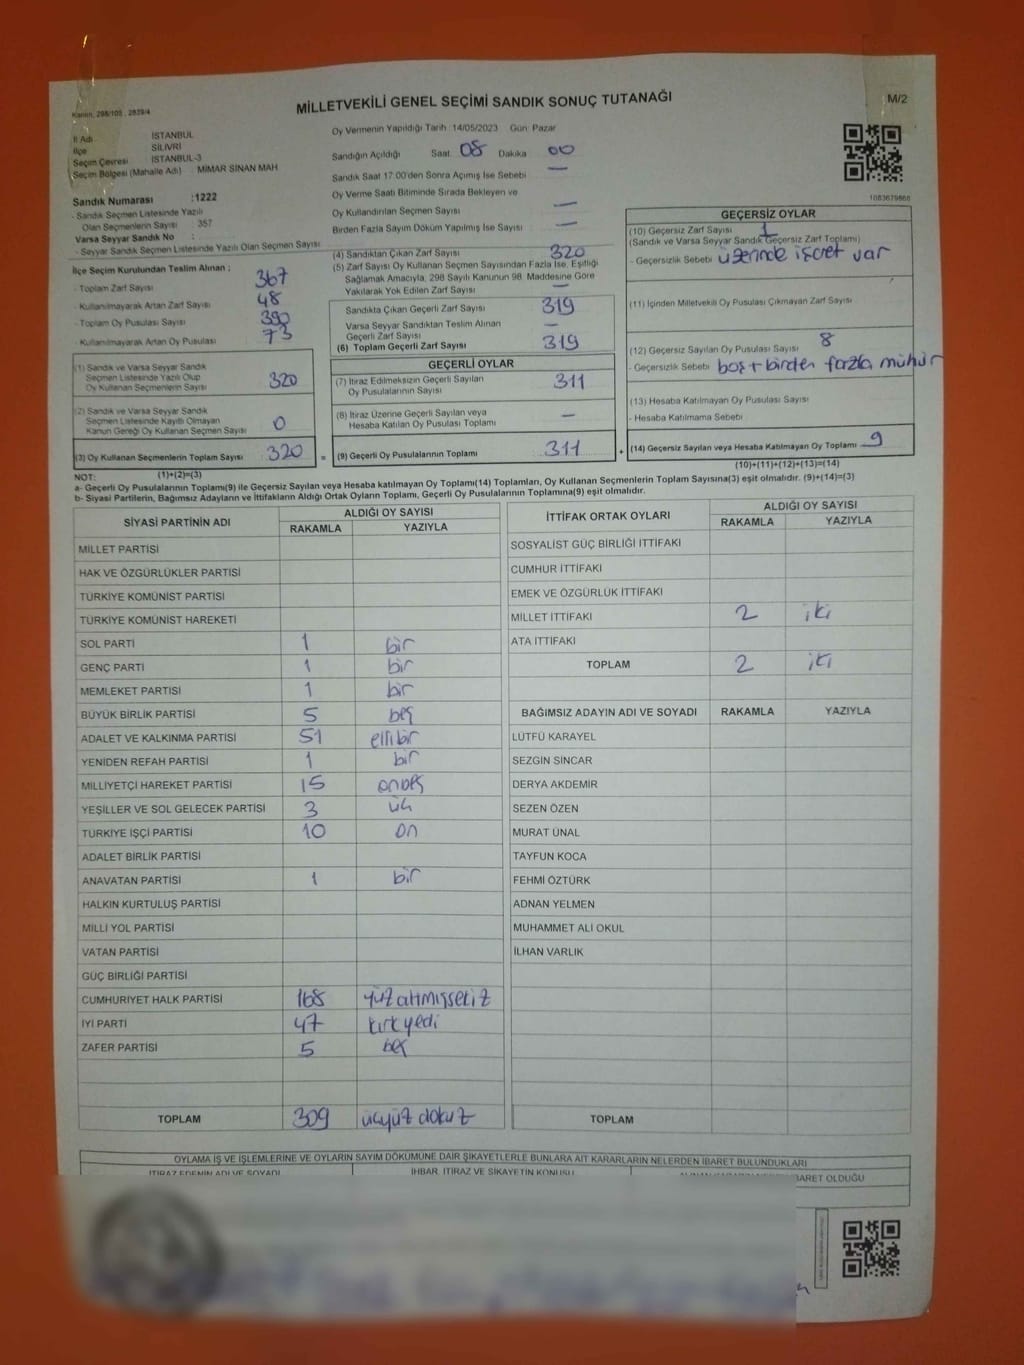 MİLLETVEKİLİ GENEL SEÇİMİ SANDIK SONUÇ TUTANAĞI
M/2
İl Adı : İSTANBUL
İlçe : SİLİVRİ
Seçim Çevresi : İSTANBUL-3
Seçim Bölgesi (Mahalle Adı) : MİMAR SİNAN MAH
Sandık Numarası :1222
- Sandık Seçmen Listesinde Yazılı
Olan Seçmenlerin Sayısı : 357
Varsa Seyyar Sandık No :
- Seyyar Sandık Seçmen Listesinde Yazılı Olan Seçmen Sayısı
İlçe Seçim Kurulundan Teslim Alınan ;
- Toplam Zarf Sayısı 367
- Kullanılmayarak Artan Zarf Sayısı 48
- Toplam Oy Pusulası Sayısı 390
- Kullanılmayarak Artan Oy Pusulası 73
(1) Sandık ve Varsa Seyyar Sandık
Seçmen Listesinde Yazılı Olup
Oy Kullanan Seçmenlerin Sayısı 320
(2) Sandık ve Varsa Seyyar Sandık
Seçmen Listesinde Kayıtlı Olmayan
Kanun Gereği Oy Kullanan Seçmen Sayısı 0
(3) Oy Kullanan Seçmenlerin Toplam Sayısı 320 =
(1)+(2)=(3)
Oy Vermenin Yapıldığı Tarih :14/05/2023 Gün: Pazar
Sandığın Açıldığı Saat: 08 Dakika 00
Sandık Saat 17:00'den Sonra Açımış İse Sebebi —
Oy Verme Saati Bitiminde Sırada Bekleyen ve
Oy Kullandırılan Seçmen Sayısı —
Birden Fazla Sayım Döküm Yapılmış İse Sayısı —
(4) Sandıktan Çıkan Zarf Sayısı 320
(5) Zarf Sayısı Oy Kullanan Seçmen Sayısından Fazla İse, Eşitliği
Sağlamak Amacıyla, 298 Sayılı Kanunun 98. Maddesine Göre
Yakılarak Yok Edilen Zarf Sayısı —
Sandıkta Çıkan Geçerli Zarf Sayısı 319
Varsa Seyyar Sandıktan Teslim Alınan
Geçerli Zarf Sayısı —
(6) Toplam Geçerli Zarf Sayısı 319
GEÇERLİ OYLAR
(7) İtiraz Edilmeksizin Geçerli Sayılan
Oy Pusulalarının Sayısı 311
(8) İtiraz Üzerine Geçerli Sayılan veya
Hesaba Katılan Oy Pusulası Toplamı —
(9) Geçerli Oy Pusulalarının Toplamı 311 +
1083679868
GEÇERSİZ OYLAR
(10) Geçersiz Zarf Sayısı 1
(Sandık ve Varsa Seyyar Sandık Geçersiz Zarf Toplamı)
- Geçersizlik Sebebi üzerinde işaret var
(11) İçinden Milletvekili Oy Pusulası Çıkmayan Zarf Sayısı
(12) Geçersiz Sayılan Oy Pusulası Sayısı 8
- Geçersizlik Sebebi boş+birden fazla mühür
(13) Hesaba Katılmayan Oy Pusulası Sayısı
- Hesaba Katılmama Sebebi
(14) Geçersiz Sayılan veya Hesaba Katılmayan Oy Toplamı 9
(10)+(11)+(12)+(13)=(14)
NOT:
a- Geçerli Oy Pusulalarının Toplamı(9) ile Geçersiz Sayılan veya Hesaba katılmayan Oy Toplamı(14) Toplamları, Oy Kullanan Seçmenlerin Toplam Sayısına(3) eşit olmalıdır. (9)+(14)=(3)
b- Siyasi Partilerin, Bağımsız Adayların ve İttifakların Aldığı Ortak Oyların Toplamı, Geçerli Oy Pusulalarının Toplamına(9) eşit olmalıdır.
SİYASİ PARTİNİN ADI ALDIĞI OY SAYISI
RAKAMLA YAZIYLA
MİLLET PARTİSİ
HAK VE ÖZGÜRLÜKLER PARTİSİ
TÜRKİYE KOMÜNİST PARTİSİ
TÜRKİYE KOMÜNİST HAREKETİ
SOL PARTİ 1 bir
GENÇ PARTİ 1 bir
MEMLEKET PARTİSİ 1 bir
BÜYÜK BİRLİK PARTİSİ 5 beş
ADALET VE KALKINMA PARTİSİ 51 ellibir
YENİDEN REFAH PARTİSİ 1 bir
MİLLİYETÇİ HAREKET PARTİSİ 15 onbeş
YEŞİLLER VE SOL GELECEK PARTİSİ 3 üç
TÜRKİYE İŞÇİ PARTİSİ 10 on
ADALET BİRLİK PARTİSİ
ANAVATAN PARTİSİ 1 bir
HALKIN KURTULUŞ PARTİSİ
MİLLİ YOL PARTİSİ
VATAN PARTİSİ
GÜÇ BİRLİĞİ PARTİSİ
CUMHURİYET HALK PARTİSİ 168 yüzatmışsekiz
İYİ PARTİ 47 kırkyedi
ZAFER PARTİSİ 5 beş
TOPLAM 309 üçyüz dokuz
İTTİFAK ORTAK OYLARI ALDIĞI OY SAYISI
RAKAMLA YAZIYLA
SOSYALİST GÜÇ BİRLİĞİ İTTİFAKI
CUMHUR İTTİFAKI
EMEK VE ÖZGÜRLÜK İTTİFAKI
MİLLET İTTİFAKI 2 iki
ATA İTTİFAKI
TOPLAM 2 iki
BAĞIMSIZ ADAYIN ADI VE SOYADI RAKAMLA YAZIYLA
LÜTFÜ KARAYEL
SEZGİN SİNCAR
DERYA AKDEMİR
SEZEN ÖZEN
MURAT ÜNAL
TAYFUN KOCA
FEHMİ ÖZTÜRK
ADNAN YELMEN
MUHAMMET ALİ OKUL
İLHAN VARLIK
TOPLAM
OYLAMA İŞ VE İŞLEMLERİNE VE OYLARIN SAYIM DÖKÜMÜNE DAİR ŞİKAYETLERLE BUNLARA AİT KARARLARIN NELERDEN İBARET BULUNDUKLARI
İTİRAZ EDENİN ADI VE SOYADI İHBAR, İTİRAZ VE ŞİKAYETİN KONUSU İBARET OLDUĞU